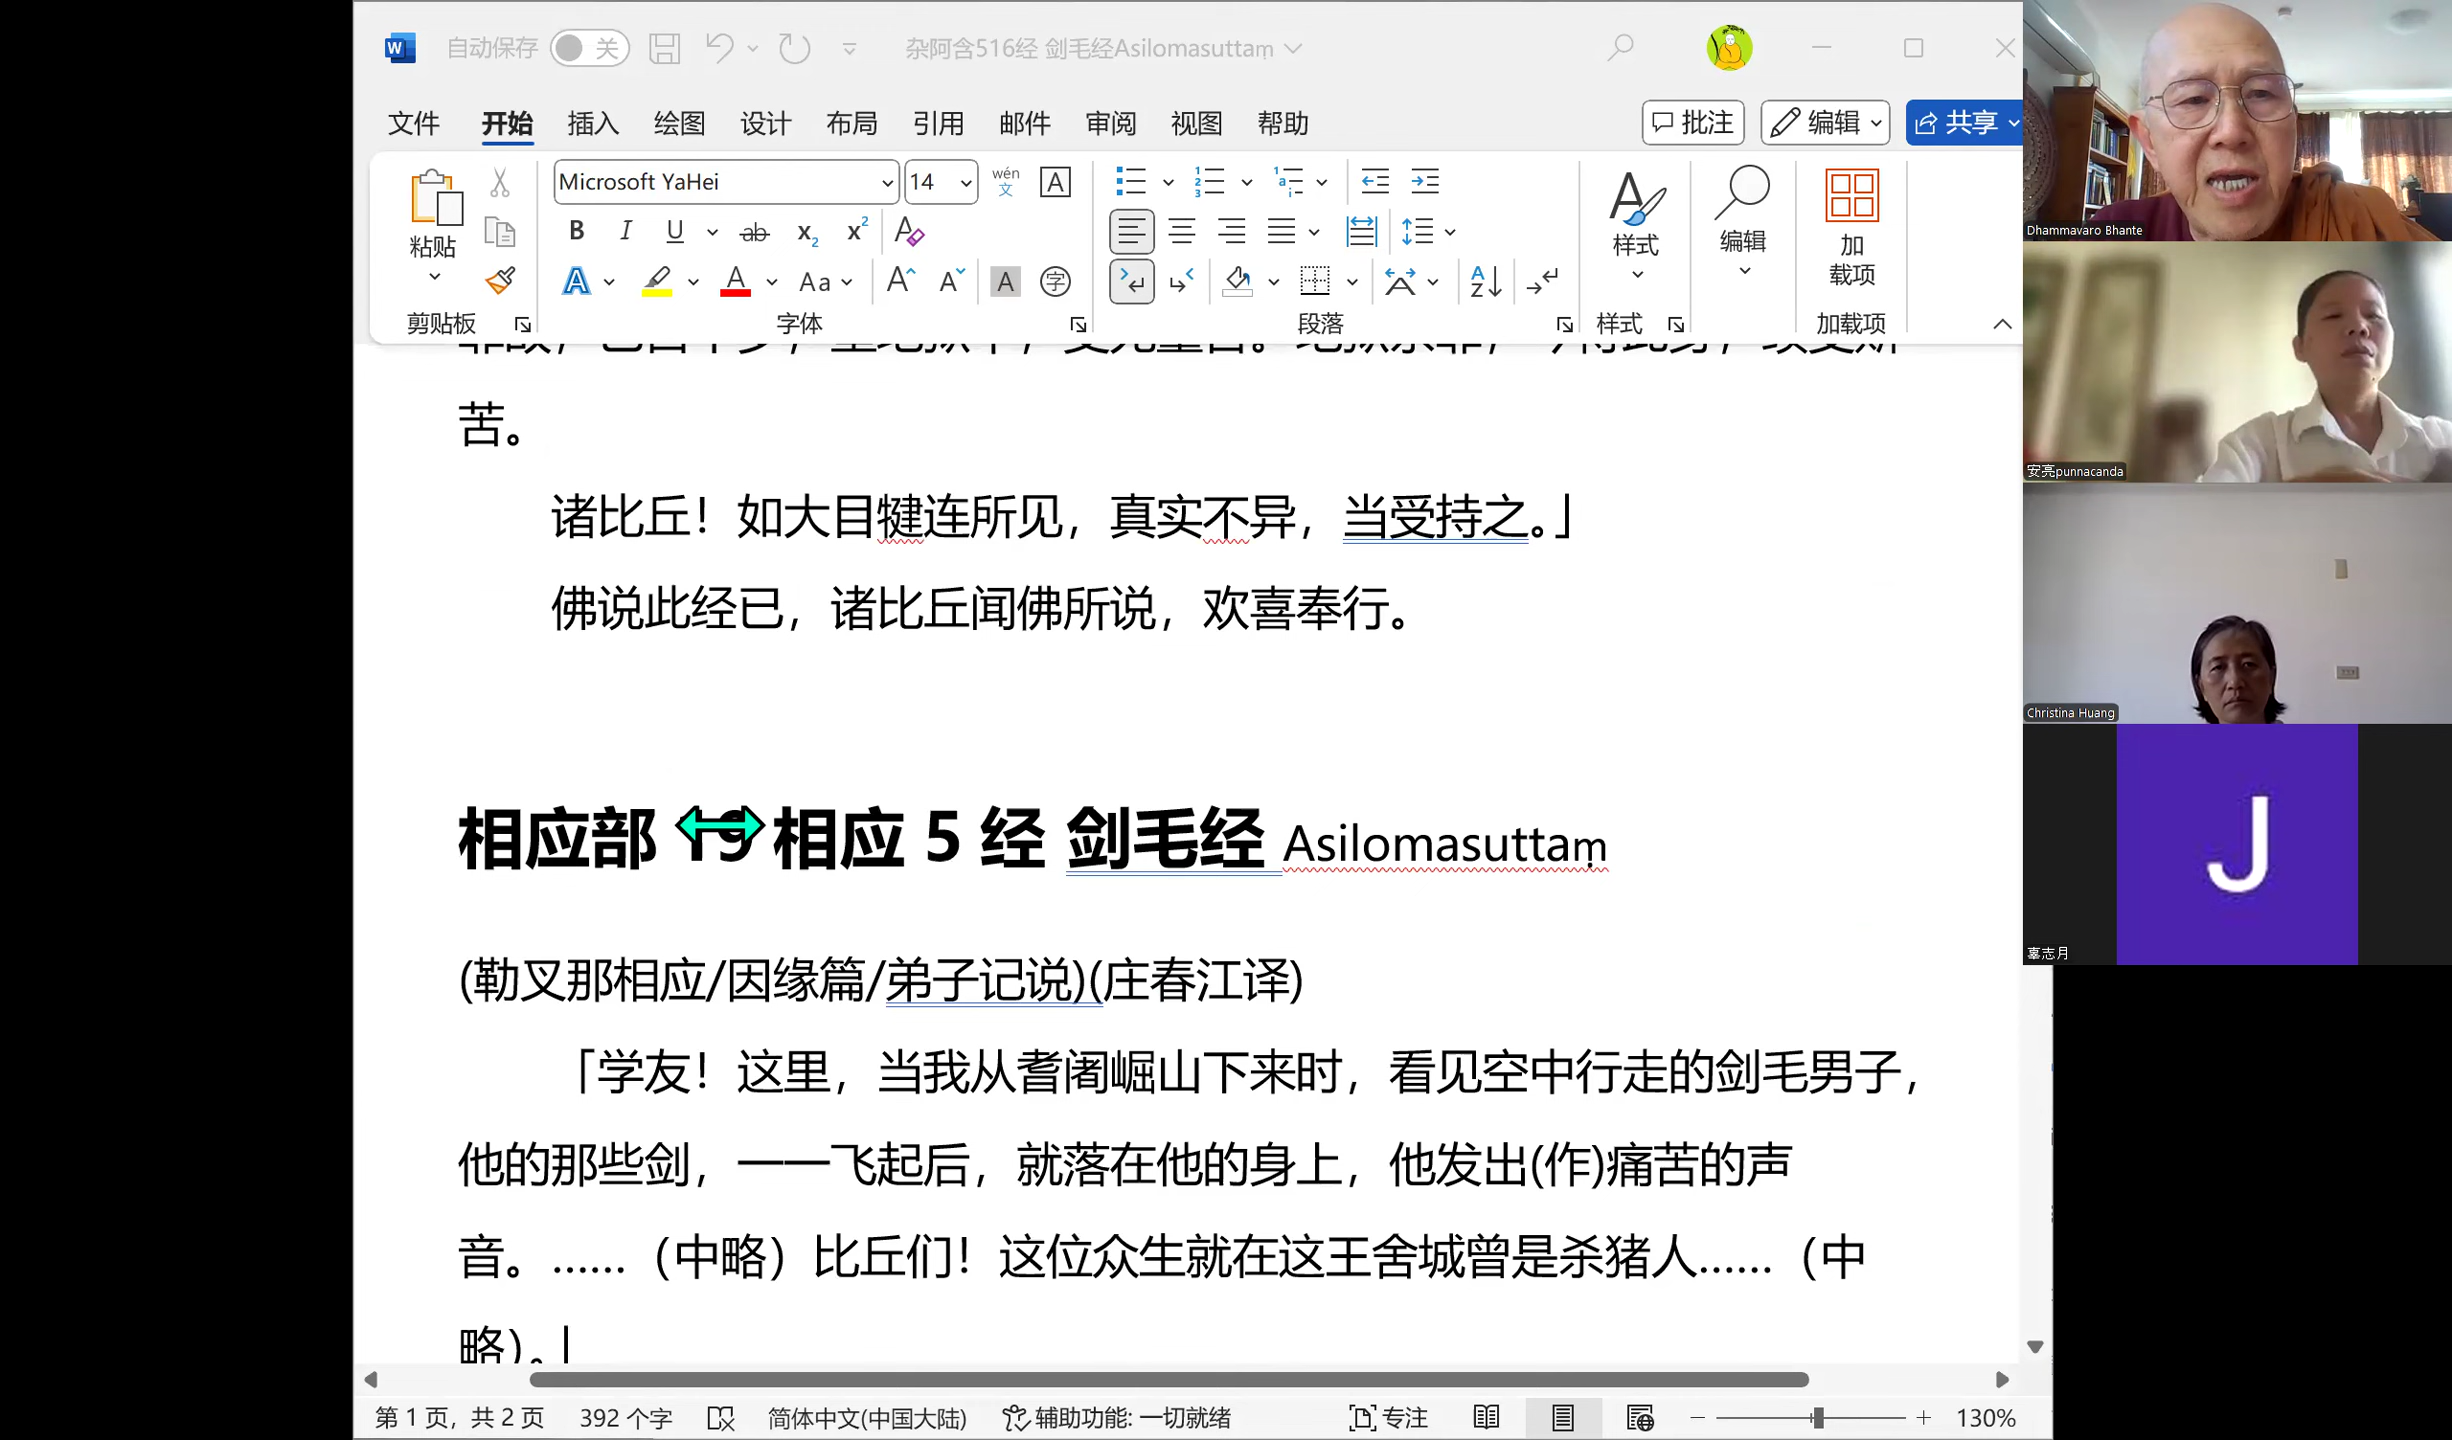 自动保存 关 杂阿含516经 剑毛经Asilomasuttaṃ
文件 开始 插入 绘图 设计 布局 引用 邮件 审阅 视图 帮助 批注 编辑 共享
Microsoft YaHei 14 wén 文 A
粘贴
B I U ab x₂ x² A
样式 编辑 加载项
A A Aa A A A 字 A Z
剪贴板 字体 段落 样式 加载项
苦。
诸比丘！如大目犍连所见，真实不异，当受持之。」
佛说此经已，诸比丘闻佛所说，欢喜奉行。
相应部 19 相应 5 经 剑毛经 Asilomasuttaṃ
(勒叉那相应/因缘篇/弟子记说)(庄春江译)
「学友！这里，当我从耆阇崛山下来时，看见空中行走的剑毛男子，
他的那些剑，一一飞起后，就落在他的身上，他发出(作)痛苦的声
音。……（中略）比丘们！这位众生就在这王舍城曾是杀猪人……（中
略）。
第 1 页，共 2 页 392 个字 简体中文(中国大陆) 辅助功能: 一切就绪 专注 130%
Dhammavaro Bhante
安亮punnacanda
Christina Huang
J
辜志月